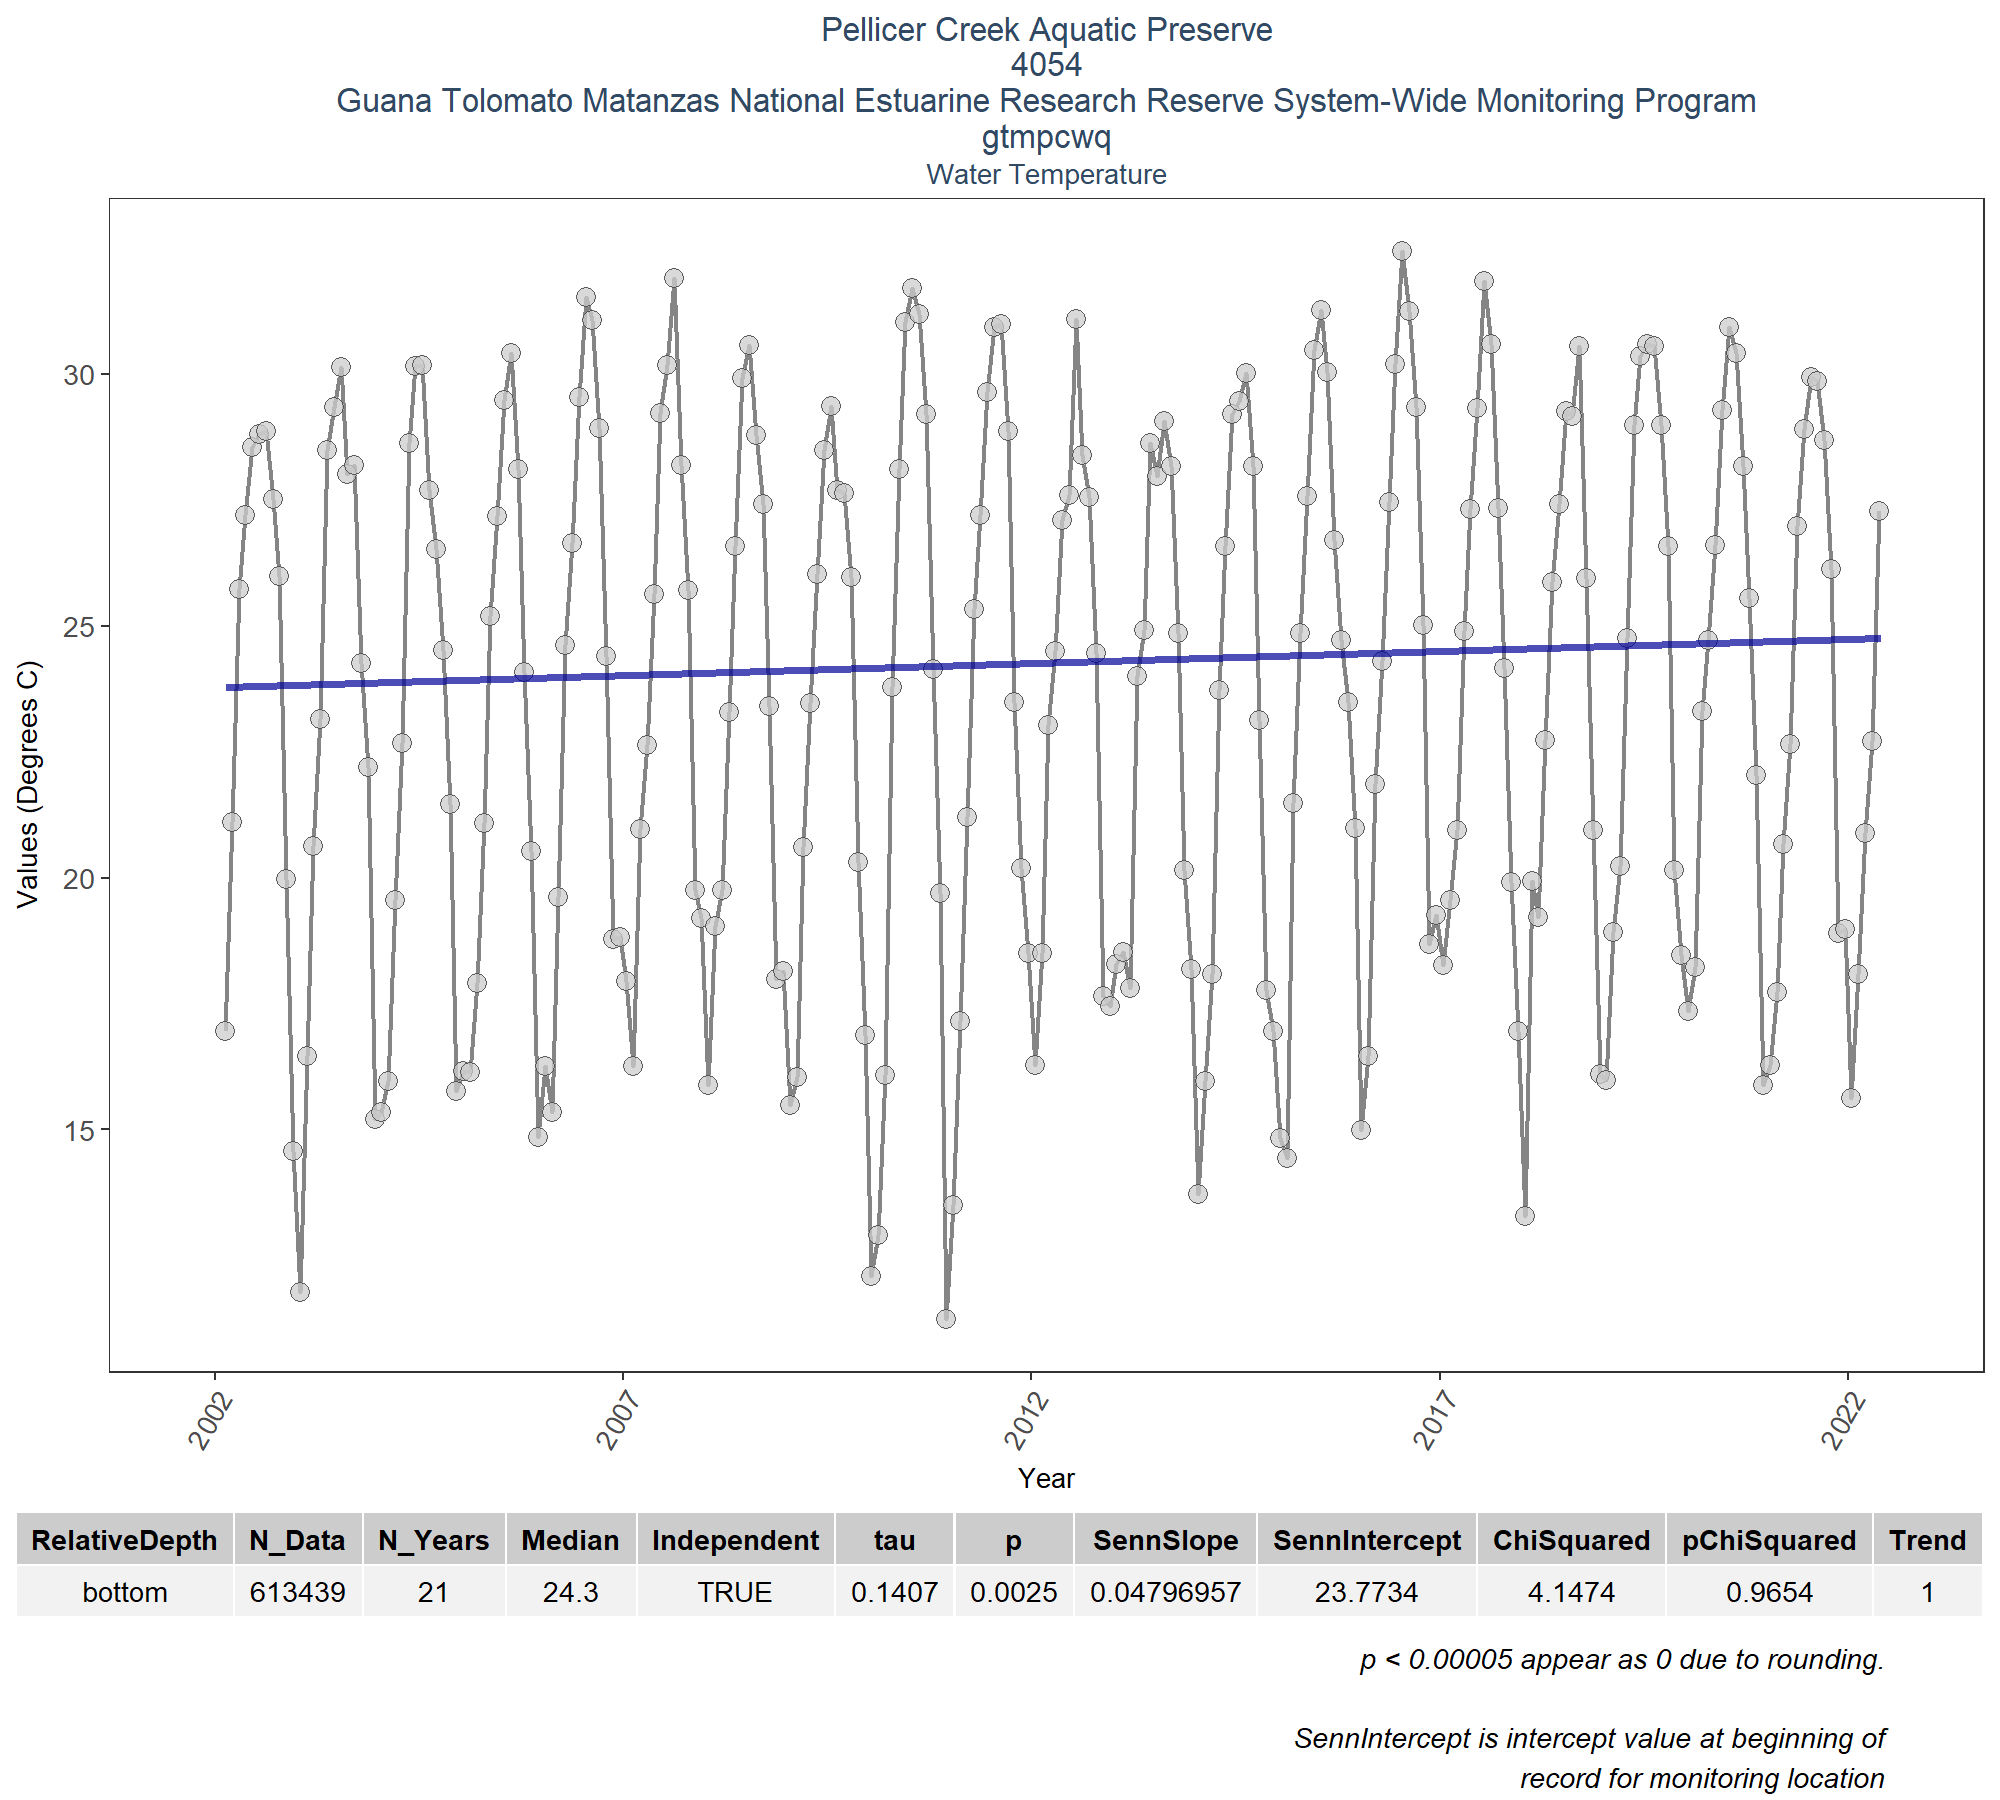 Pellicer Creek Aquatic Preserve
4054
Guana Tolomato Matanzas National Estuarine Research Reserve System-Wide Monitoring Program
gtmpcwq
Water Temperature
Values (Degrees C)
30
25
20
15
2002 2007 2012 2017 2022
Year
RelativeDepth N_Data N_Years Median Independent tau p SennSlope SennIntercept ChiSquared pChiSquared Trend
bottom 613439 21 24.3 TRUE 0.1407 0.0025 0.04796957 23.7734 4.1474 0.9654 1
p < 0.00005 appear as 0 due to rounding.
SennIntercept is intercept value at beginning of
record for monitoring location